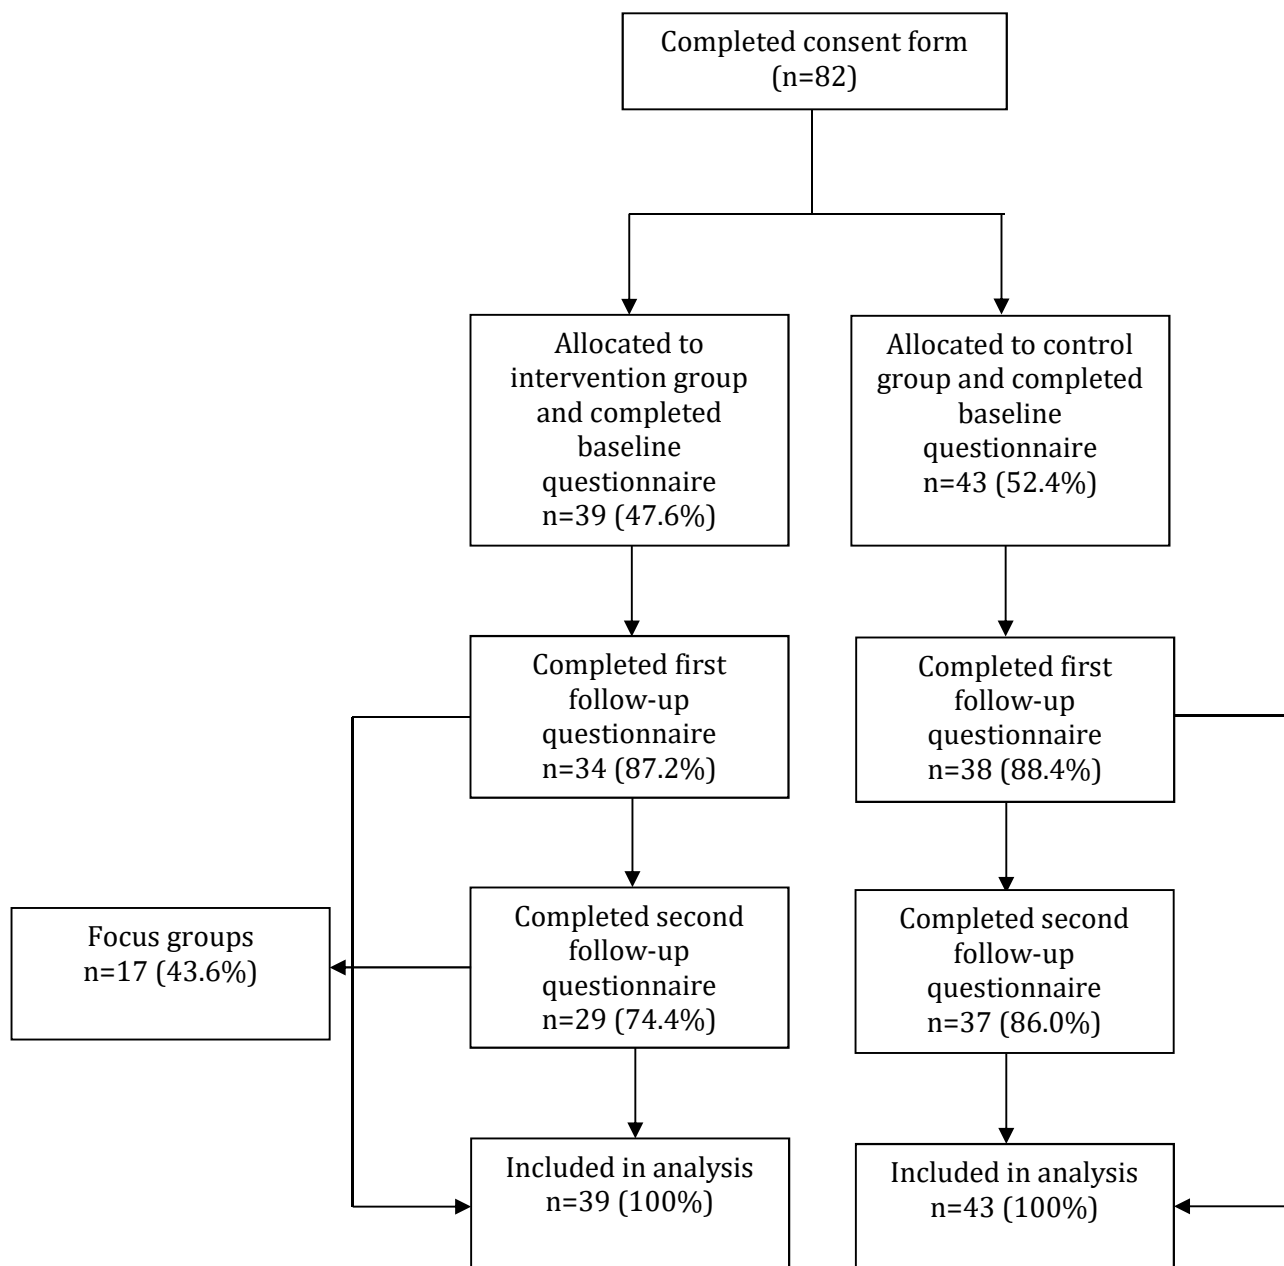 Completed consent form
(n=82)
Allocated to
intervention group
and completed
baseline
questionnaire
n=39 (47.6%)
Allocated to control
group and completed
baseline
questionnaire
n=43 (52.4%)
Completed first
follow-up
questionnaire
n=34 (87.2%)
Completed first
follow-up
questionnaire
n=38 (88.4%)
Focus groups
n=17 (43.6%)
Completed second
follow-up
questionnaire
n=29 (74.4%)
Completed second
follow-up
questionnaire
n=37 (86.0%)
Included in analysis
n=39 (100%)
Included in analysis
n=43 (100%)